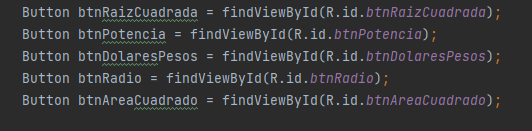 Button btnRaizCuadrada = findViewById(R.id.btnRaizCuadrada);
Button btnPotencia = findViewById(R.id.btnPotencia);
Button btnDolaresPesos = findViewById(R.id.btnDolaresPesos);
Button btnRadio = findViewById(R.id.btnRadio);
Button btnAreaCuadrado = findViewById(R.id.btnAreaCuadrado);